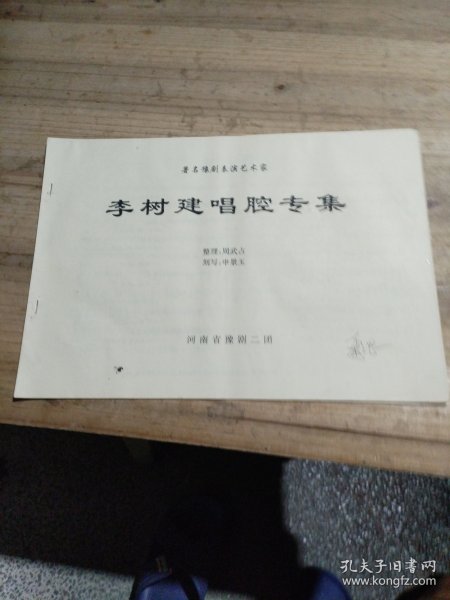 著名豫剧表演艺术家
李树建唱腔专集
整理:周武占
刻写:申景玉
河南省豫剧二团
孔夫子旧书网
www.kongfz.com